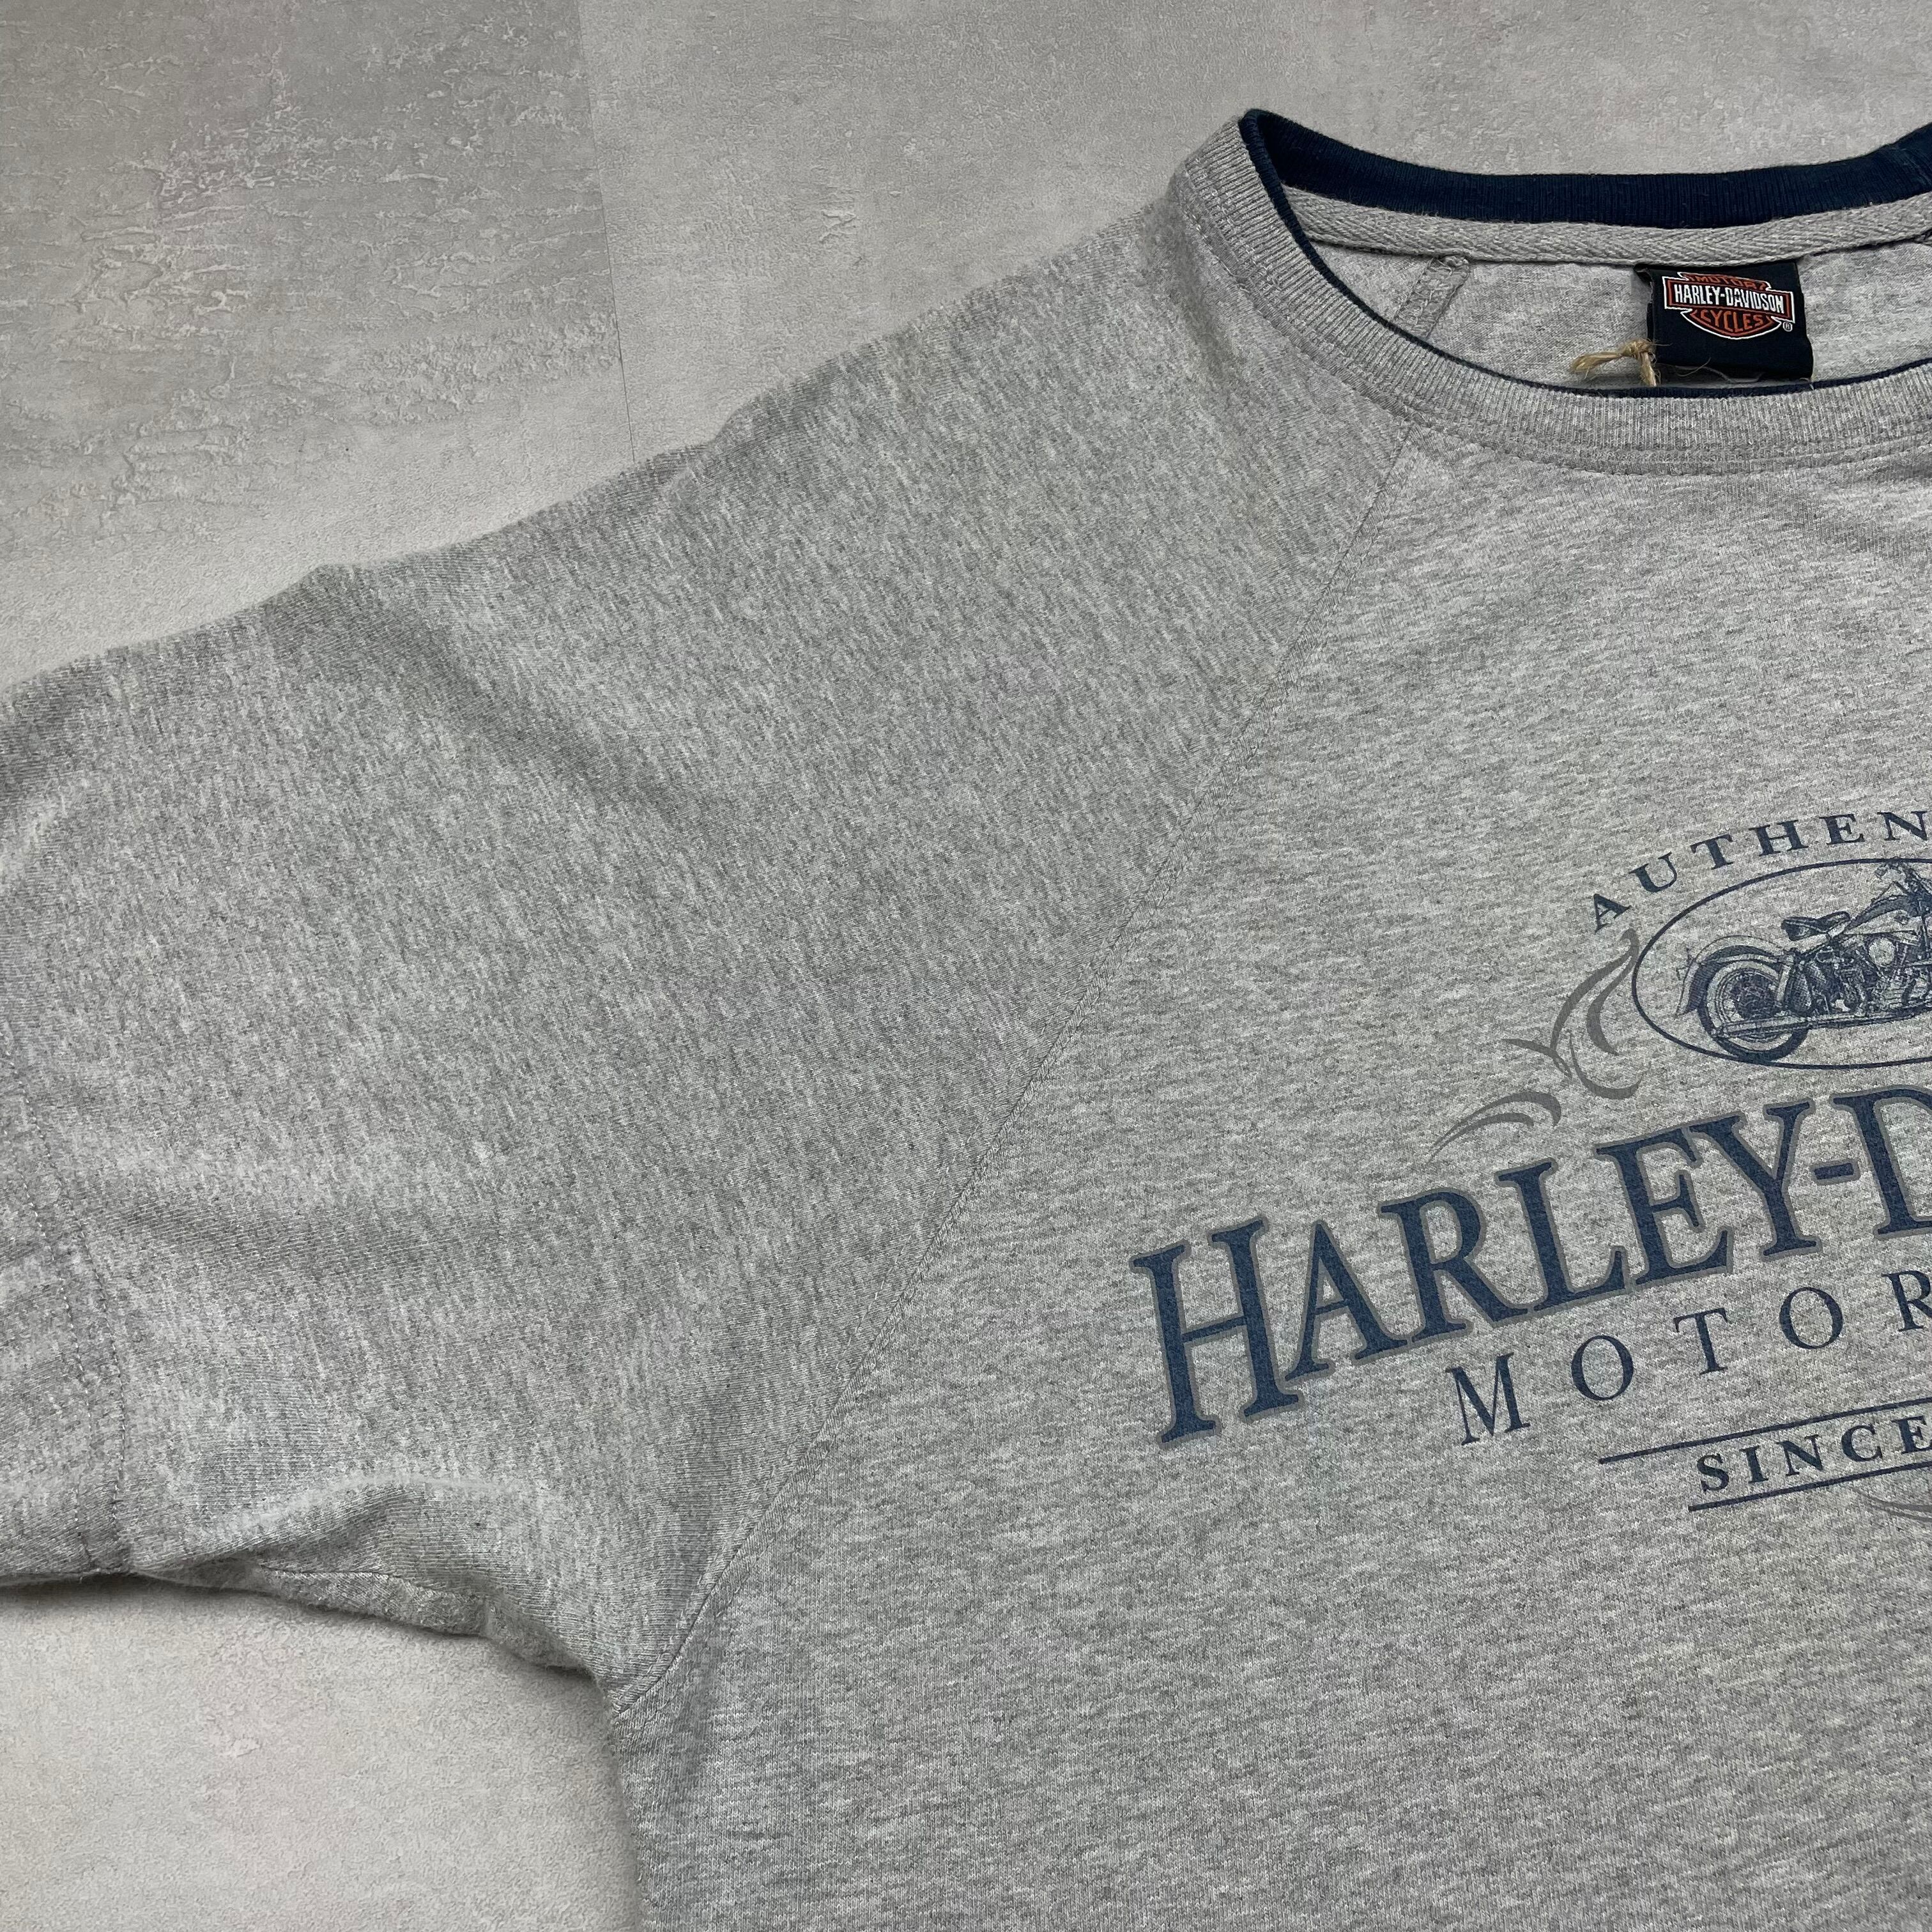 MOTOR
HARLEY-DAVIDSON
CYCLES
®
AUTHEN
HARLEY-D
MOTOR
SINCE